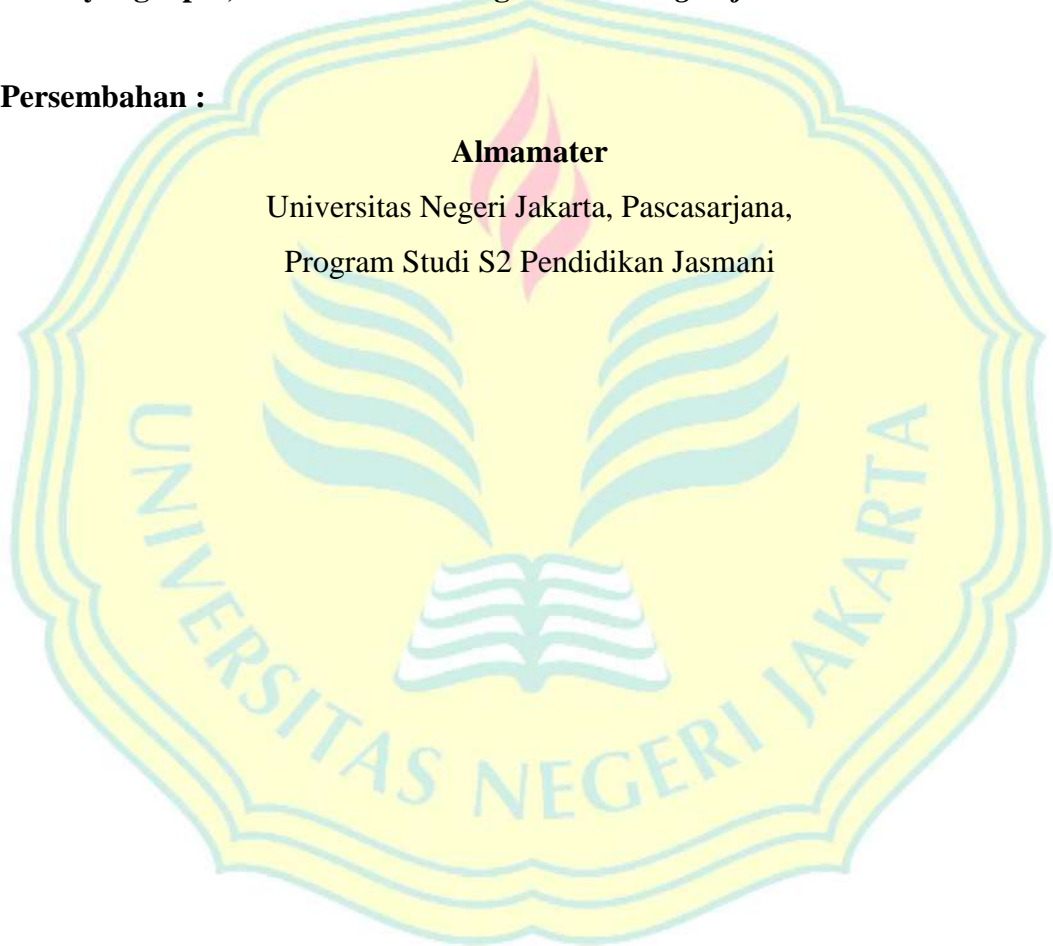 Persembahan :
Almamater
Universitas Negeri Jakarta, Pascasarjana,
Program Studi S2 Pendidikan Jasmani
UNIVERSITAS NEGERI JAKARTA